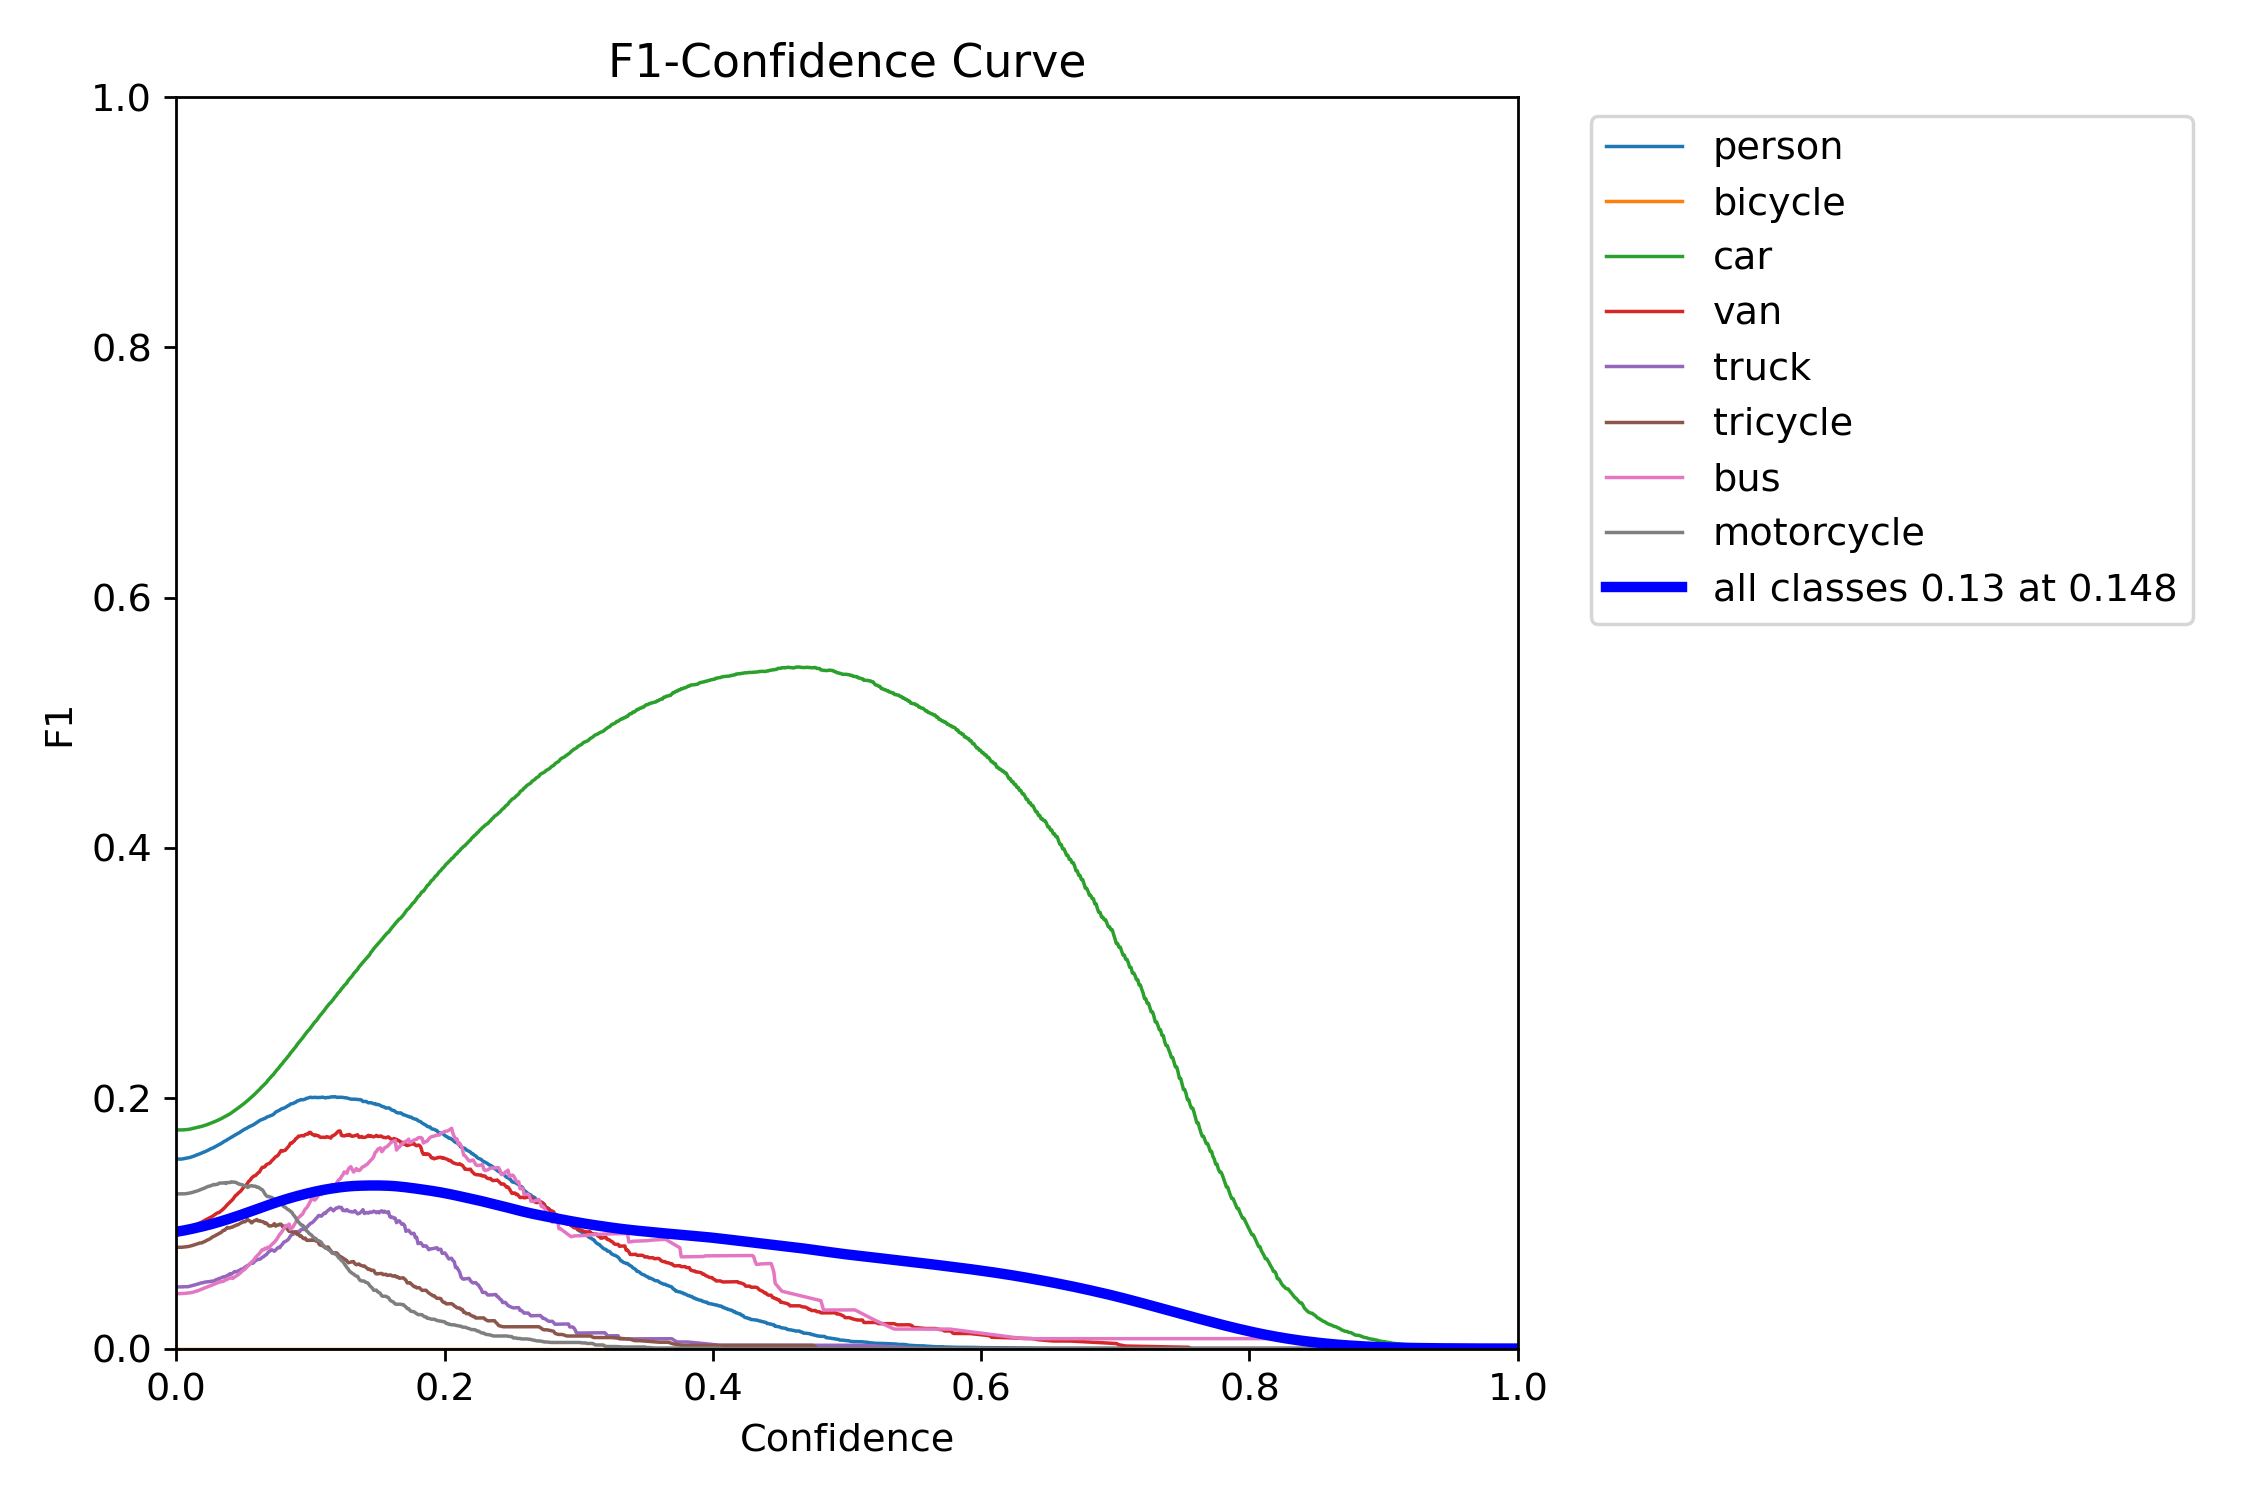 F1-Confidence Curve
1.0
0.8
0.6
0.4
0.2
0.0
F1
0.0 0.2 0.4 0.6 0.8 1.0
Confidence
person
bicycle
car
van
truck
tricycle
bus
motorcycle
all classes 0.13 at 0.148